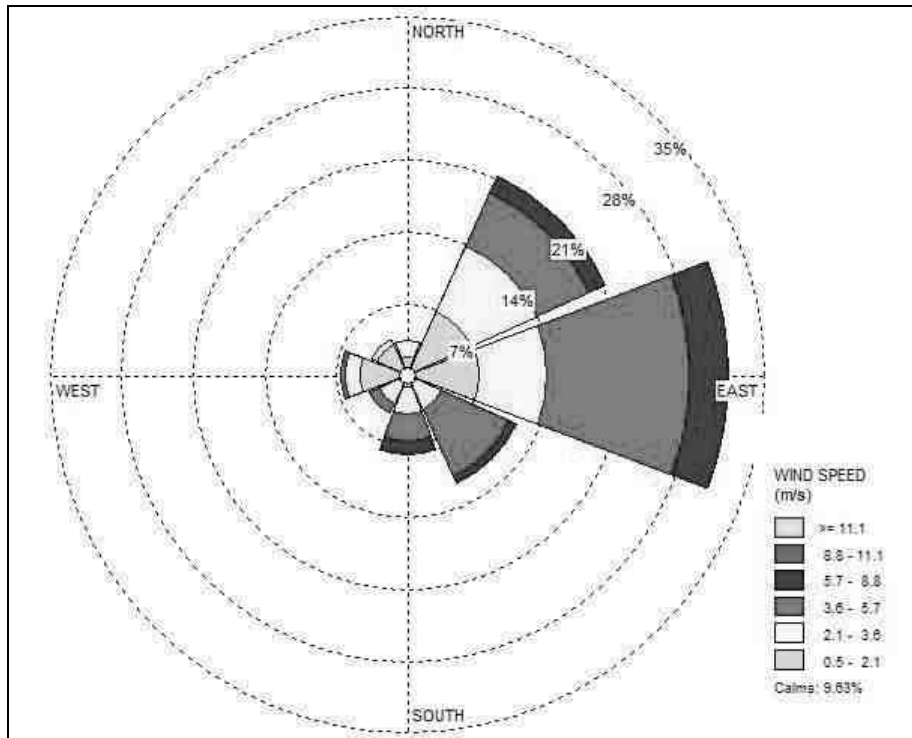 NORTH
35%
28%
21%
14%
7%
WEST
EAST
SOUTH
WIND SPEED
(m/s)
>= 11.1
8.8 - 11.1
5.7 - 8.8
3.6 - 5.7
2.1 - 3.6
0.5 - 2.1
Calms: 9.63%